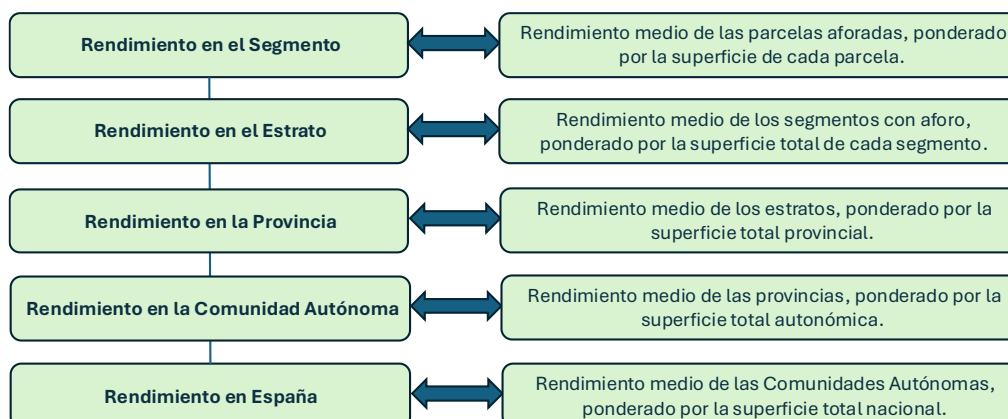 Rendimiento en el Segmento
Rendimiento medio de las parcelas aforadas, ponderado
por la superficie de cada parcela.
Rendimiento en el Estrato
Rendimiento medio de los segmentos con aforo,
ponderado por la superficie total de cada segmento.
Rendimiento en la Provincia
Rendimiento medio de los estratos, ponderado por la
superficie total provincial.
Rendimiento en la Comunidad Autónoma
Rendimiento medio de las provincias, ponderado por la
superficie total autonómica.
Rendimiento en España
Rendimiento medio de las Comunidades Autónomas,
ponderado por la superficie total nacional.